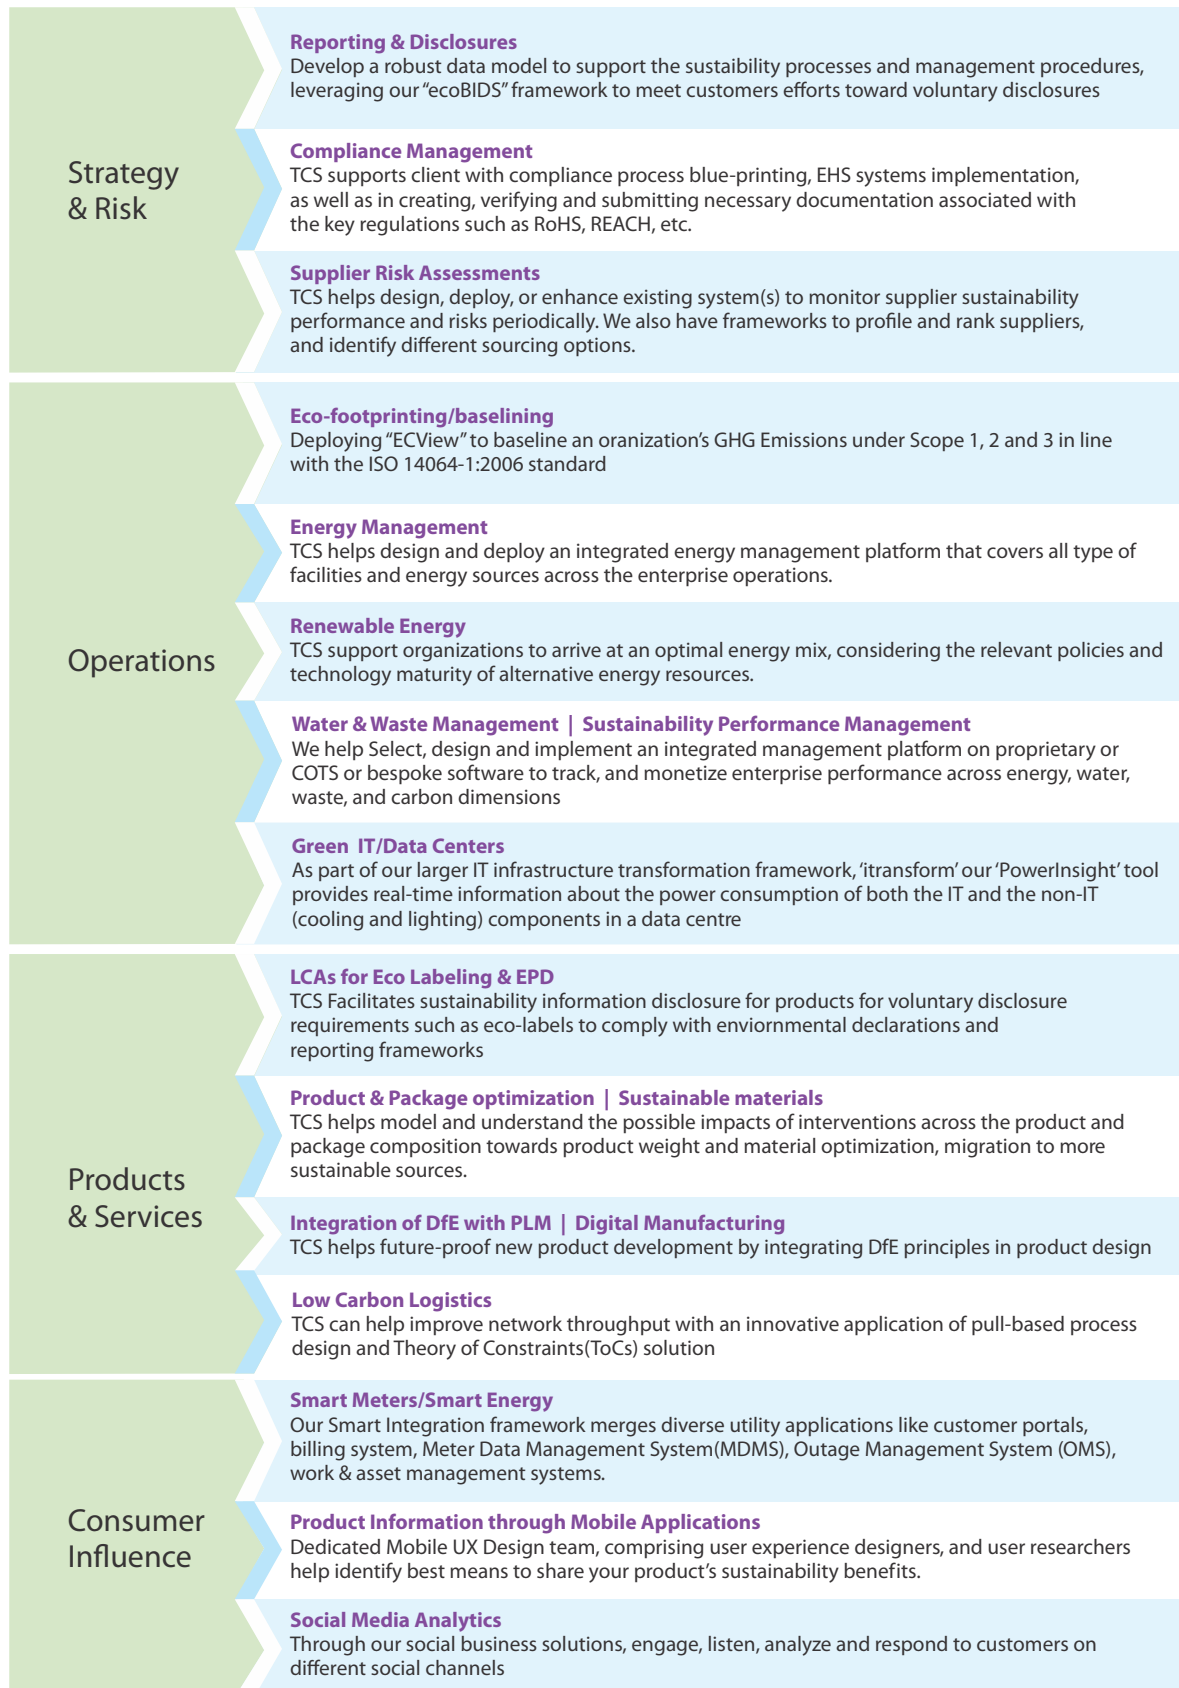 Strategy
& Risk
Reporting & Disclosures
Develop a robust data model to support the sustaibility processes and management procedures,
leveraging our “ecoBIDS” framework to meet customers efforts toward voluntary disclosures
Compliance Management
TCS supports client with compliance process blue-printing, EHS systems implementation,
as well as in creating, verifying and submitting necessary documentation associated with
the key regulations such as RoHS, REACH, etc.
Supplier Risk Assessments
TCS helps design, deploy, or enhance existing system(s) to monitor supplier sustainability
performance and risks periodically. We also have frameworks to profile and rank suppliers,
and identify different sourcing options.
Operations
Eco-footprinting/baselining
Deploying “ECView” to baseline an oranization’s GHG Emissions under Scope 1, 2 and 3 in line
with the ISO 14064-1:2006 standard
Energy Management
TCS helps design and deploy an integrated energy management platform that covers all type of
facilities and energy sources across the enterprise operations.
Renewable Energy
TCS support organizations to arrive at an optimal energy mix, considering the relevant policies and
technology maturity of alternative energy resources.
Water & Waste Management | Sustainability Performance Management
We help Select, design and implement an integrated management platform on proprietary or
COTS or bespoke software to track, and monetize enterprise performance across energy, water,
waste, and carbon dimensions
Green IT/Data Centers
As part of our larger IT infrastructure transformation framework, ‘itransform’ our ‘PowerInsight’ tool
provides real-time information about the power consumption of both the IT and the non-IT
(cooling and lighting) components in a data centre
Products
& Services
LCAs for Eco Labeling & EPD
TCS Facilitates sustainability information disclosure for products for voluntary disclosure
requirements such as eco-labels to comply with enviornmental declarations and
reporting frameworks
Product & Package optimization | Sustainable materials
TCS helps model and understand the possible impacts of interventions across the product and
package composition towards product weight and material optimization, migration to more
sustainable sources.
Integration of DfE with PLM | Digital Manufacturing
TCS helps future-proof new product development by integrating DfE principles in product design
Low Carbon Logistics
TCS can help improve network throughput with an innovative application of pull-based process
design and Theory of Constraints(ToCs) solution
Consumer
Influence
Smart Meters/Smart Energy
Our Smart Integration framework merges diverse utility applications like customer portals,
billing system, Meter Data Management System(MDMS), Outage Management System (OMS),
work & asset management systems.
Product Information through Mobile Applications
Dedicated Mobile UX Design team, comprising user experience designers, and user researchers
help identify best means to share your product’s sustainability benefits.
Social Media Analytics
Through our social business solutions, engage, listen, analyze and respond to customers on
different social channels